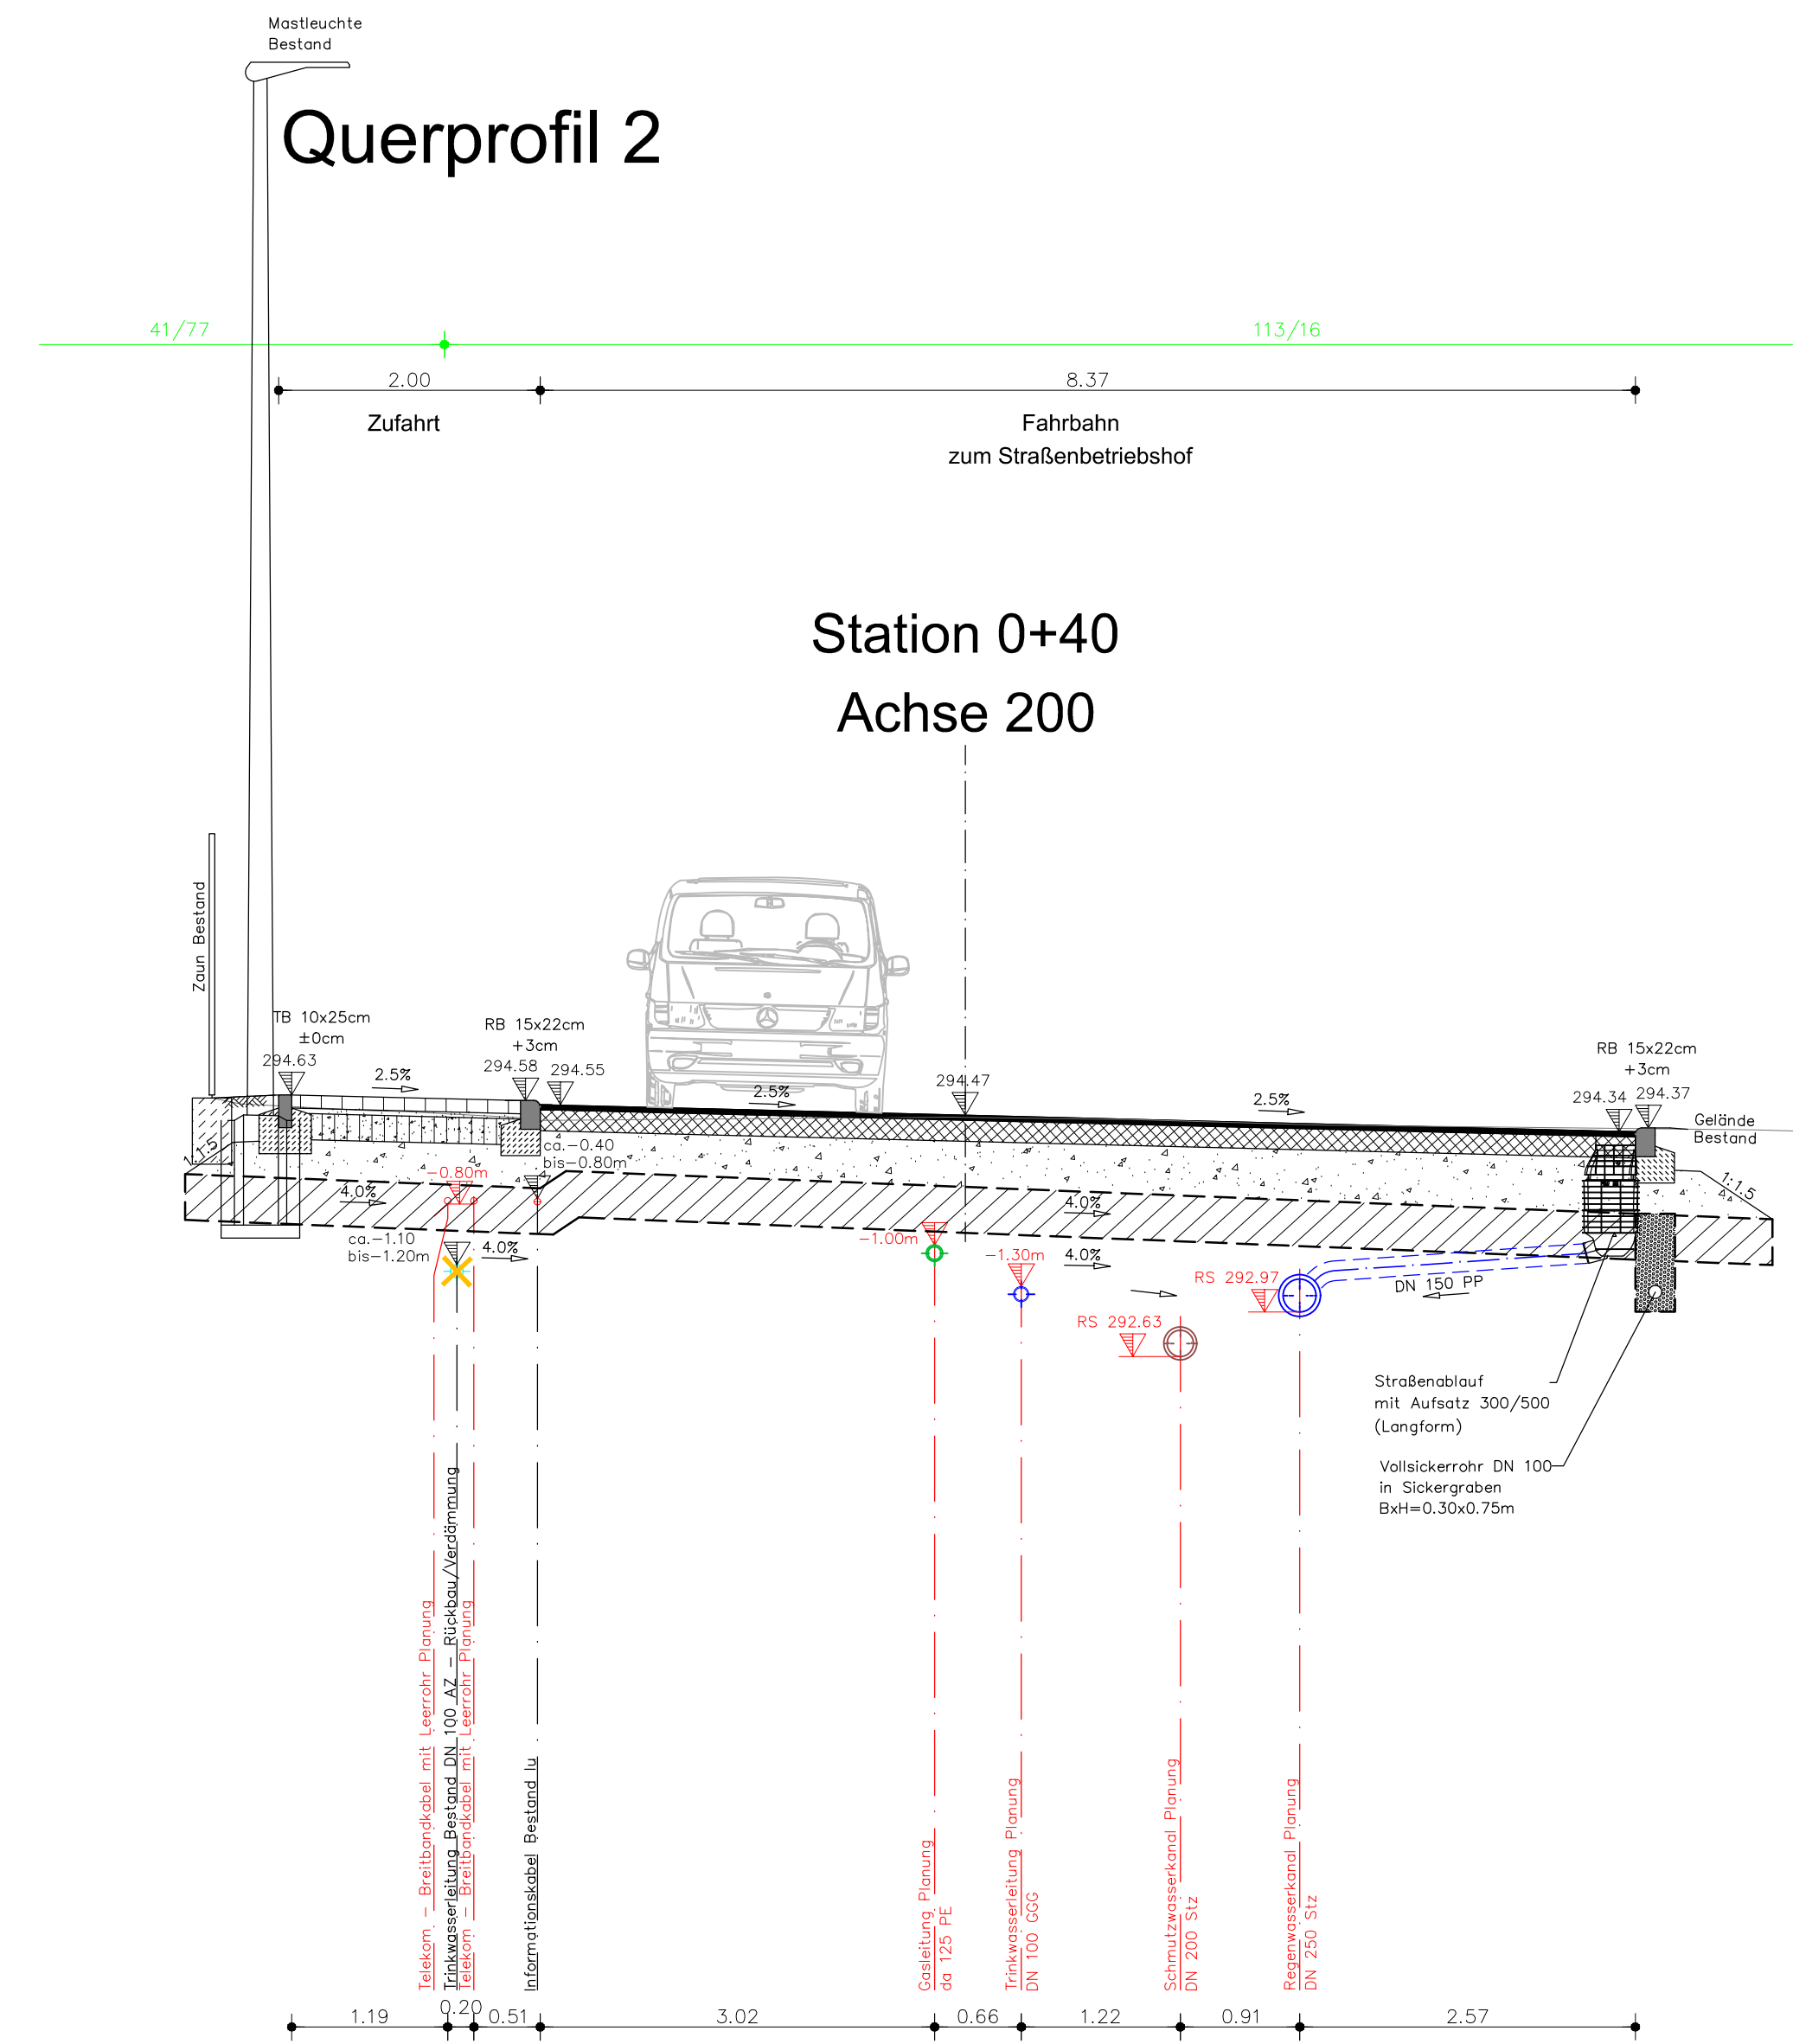 Mastleuchte
Bestand
Querprofil 2
41/77
113/16
2.00
8.37
Zufahrt
Fahrbahn
zum Straßenbetriebshof
Station 0+40
Achse 200
Zaun Bestand
TB 10x25cm
±0cm
294.63
2.5%
RB 15x22cm
+3cm
294.58
294.55
2.5%
294.47
2.5%
RB 15x22cm
+3cm
294.34
294.37
Gelände
Bestand
1:1.5
ca.-0.40
bis-0.80m
-0.80m
4.0%
4.0%
1:1.5
ca.-1.10
bis-1.20m
4.0%
-1.00m
-1.30m
4.0%
RS 292.97
DN 150 PP
RS 292.63
Straßenablauf
mit Aufsatz 300/500
(Langform)
Vollsickerrohr DN 100
in Sickergraben
BxH=0.30x0.75m
Telekom - Breitbandkabel mit Leerrohr Planung
Trinkwasserleitung Bestand DN 100 AZ - Rückbau/Verdämmung
Telekom - Breitbandkabel mit Leerrohr Planung
Informationskabel Bestand lu
Gasleitung Planung
da 125 PE
Trinkwasserleitung Planung
DN 100 GGG
Schmutzwasserkanal Planung
DN 200 Stz
Regenwasserkanal Planung
DN 250 Stz
1.19
0.20
0.51
3.02
0.66
1.22
0.91
2.57